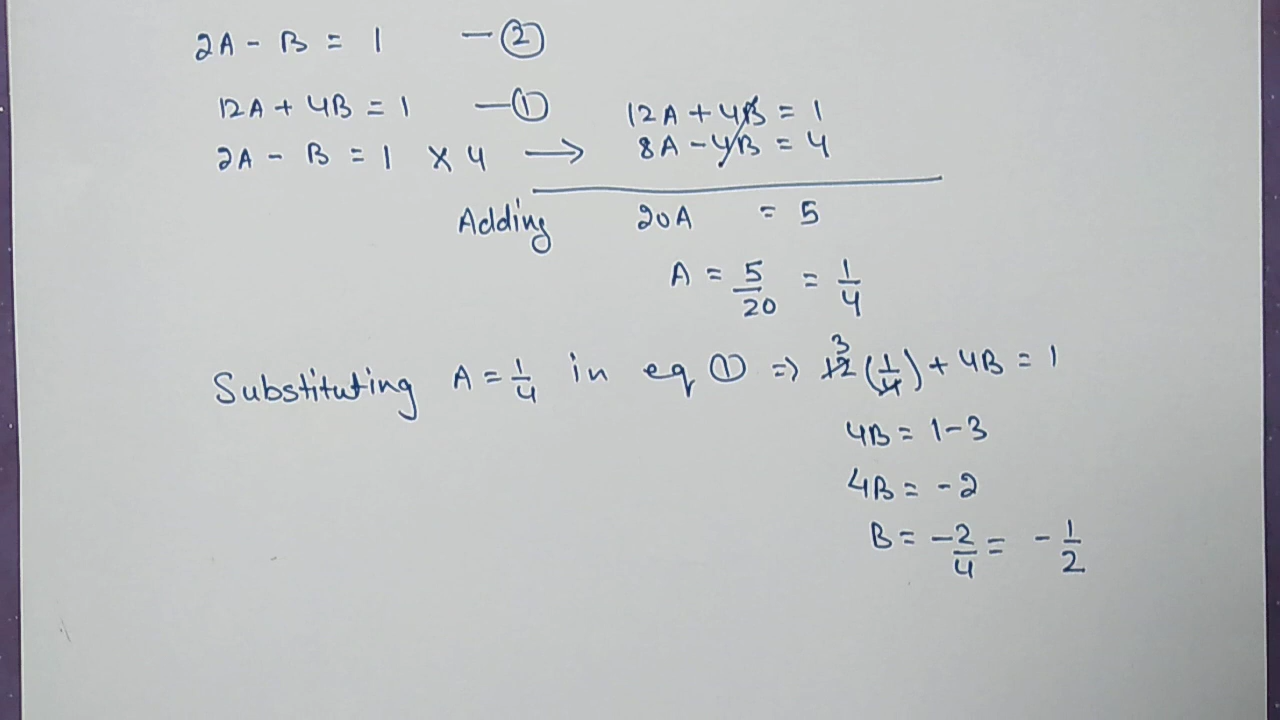 2A - B = 1 - ②
12A + 4B = 1 - ① 12A + 4B = 1
2A - B = 1 × 4 → 8A - 4B = 4
Adding 20A = 5
A = 5/20 = 1/4
Substituting A = 1/4 in eq ① ⇒ 12 3 (1/4) + 4B = 1
4B = 1 - 3
4B = -2
B = -2/4 = -1/2